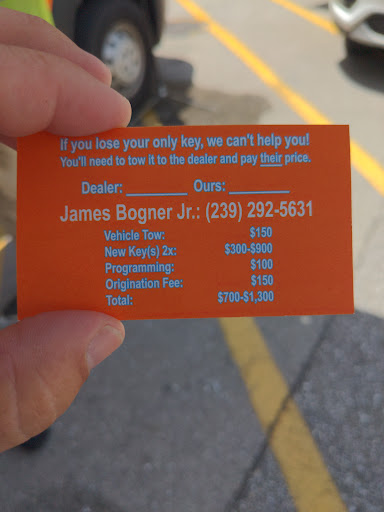 If you lose your only key, we can't help you!
You'll need to tow it to the dealer and pay their price.
Dealer: ________ Ours: ________
James Bogner Jr.: (239) 292-5631
Vehicle Tow: $150
New Key(s) 2x: $300-$900
Programming: $100
Origination Fee: $150
Total: $700-$1,300